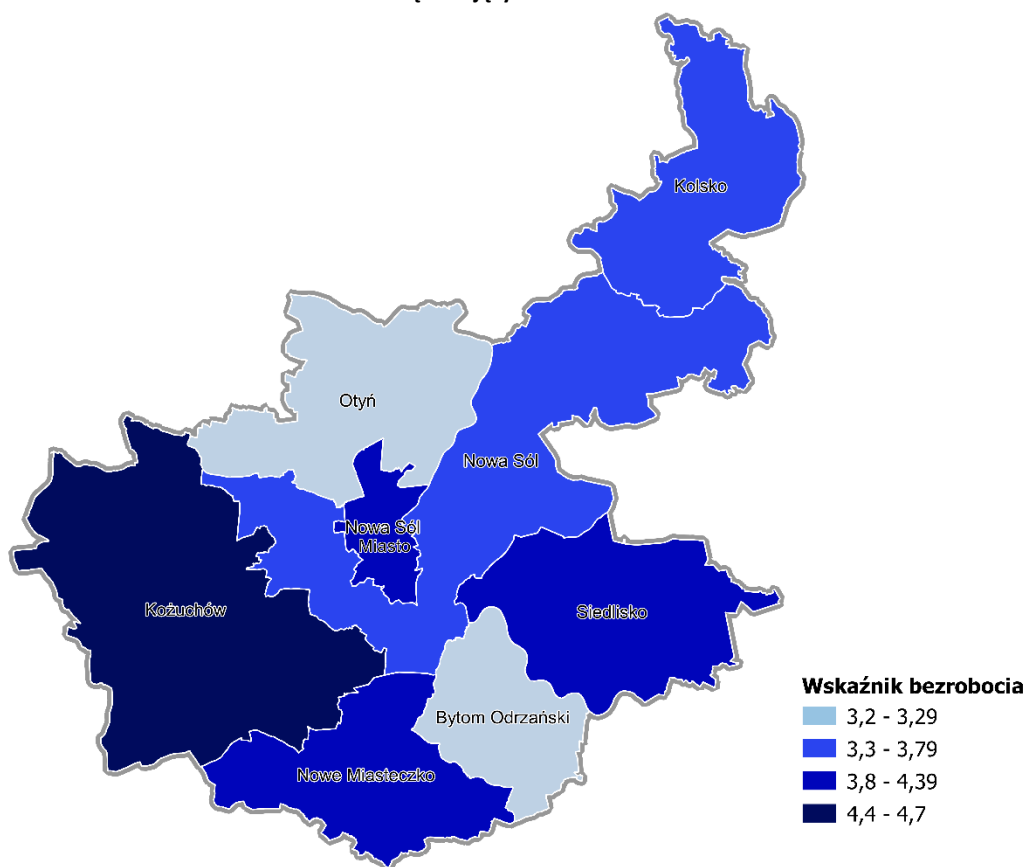 Kolsko
Otyń
Nowa Sól
Nowa Sól
Miasto
Kożuchów
Siedlisko
Bytom Odrzański
Nowe Miasteczko
Wskaźnik bezrobocia
3,2 - 3,29
3,3 - 3,79
3,8 - 4,39
4,4 - 4,7